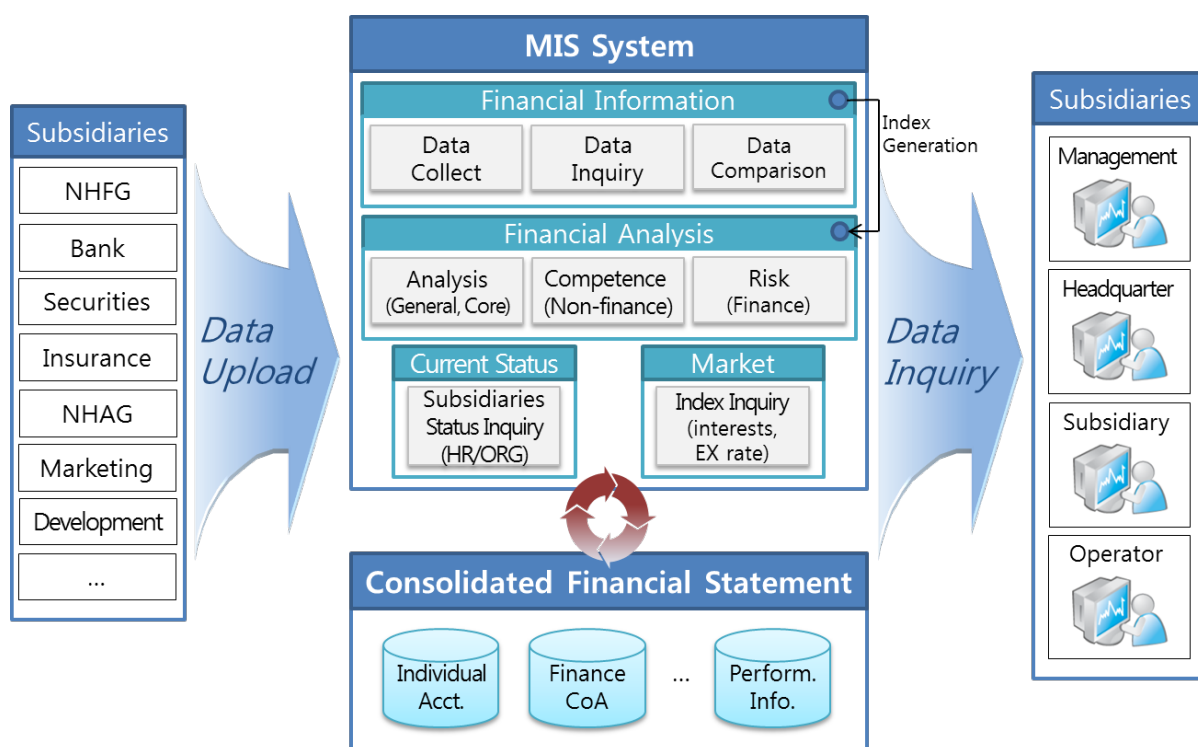 Subsidiaries
NHFG
Bank
Securities
Insurance
NHAG
Marketing
Development
...
Data
Upload
MIS System
Financial Information
Data
Collect
Data
Inquiry
Data
Comparison
Index
Generation
Financial Analysis
Analysis
(General, Core)
Competence
(Non-finance)
Risk
(Finance)
Current Status
Subsidiaries
Status Inquiry
(HR/ORG)
Market
Index Inquiry
(interests,
EX rate)
Consolidated Financial Statement
Individual
Acct.
Finance
CoA
...
Perform.
Info.
Data
Inquiry
Subsidiaries
Management
Headquarter
Subsidiary
Operator